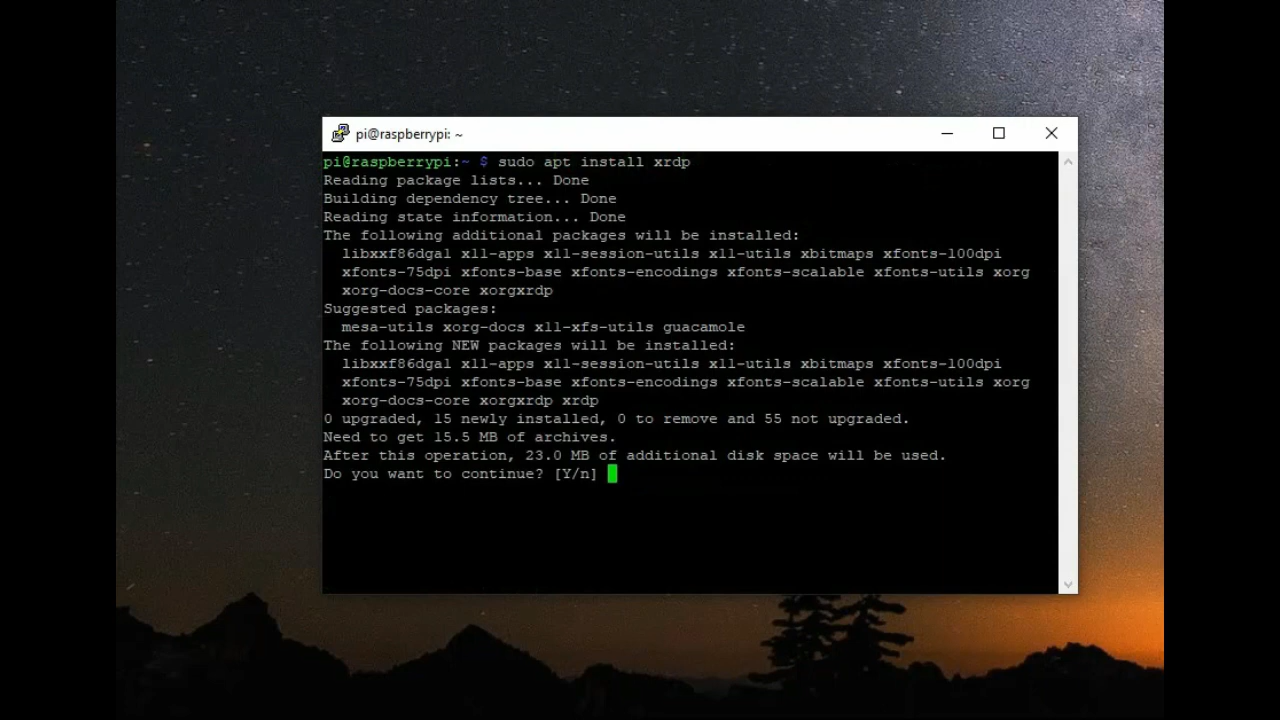 pi@raspberrypi: ~
pi@raspberrypi:~ $ sudo apt install xrdp
Reading package lists... Done
Building dependency tree... Done
Reading state information... Done
The following additional packages will be installed:
libxxf86dga1 x11-apps x11-session-utils x11-utils xbitmaps xfonts-100dpi
xfonts-75dpi xfonts-base xfonts-encodings xfonts-scalable xfonts-utils xorg
xorg-docs-core xorgxrdp
Suggested packages:
mesa-utils xorg-docs x11-xfs-utils guacamole
The following NEW packages will be installed:
libxxf86dga1 x11-apps x11-session-utils x11-utils xbitmaps xfonts-100dpi
xfonts-75dpi xfonts-base xfonts-encodings xfonts-scalable xfonts-utils xorg
xorg-docs-core xorgxrdp xrdp
0 upgraded, 15 newly installed, 0 to remove and 55 not upgraded.
Need to get 15.5 MB of archives.
After this operation, 23.0 MB of additional disk space will be used.
Do you want to continue? [Y/n]